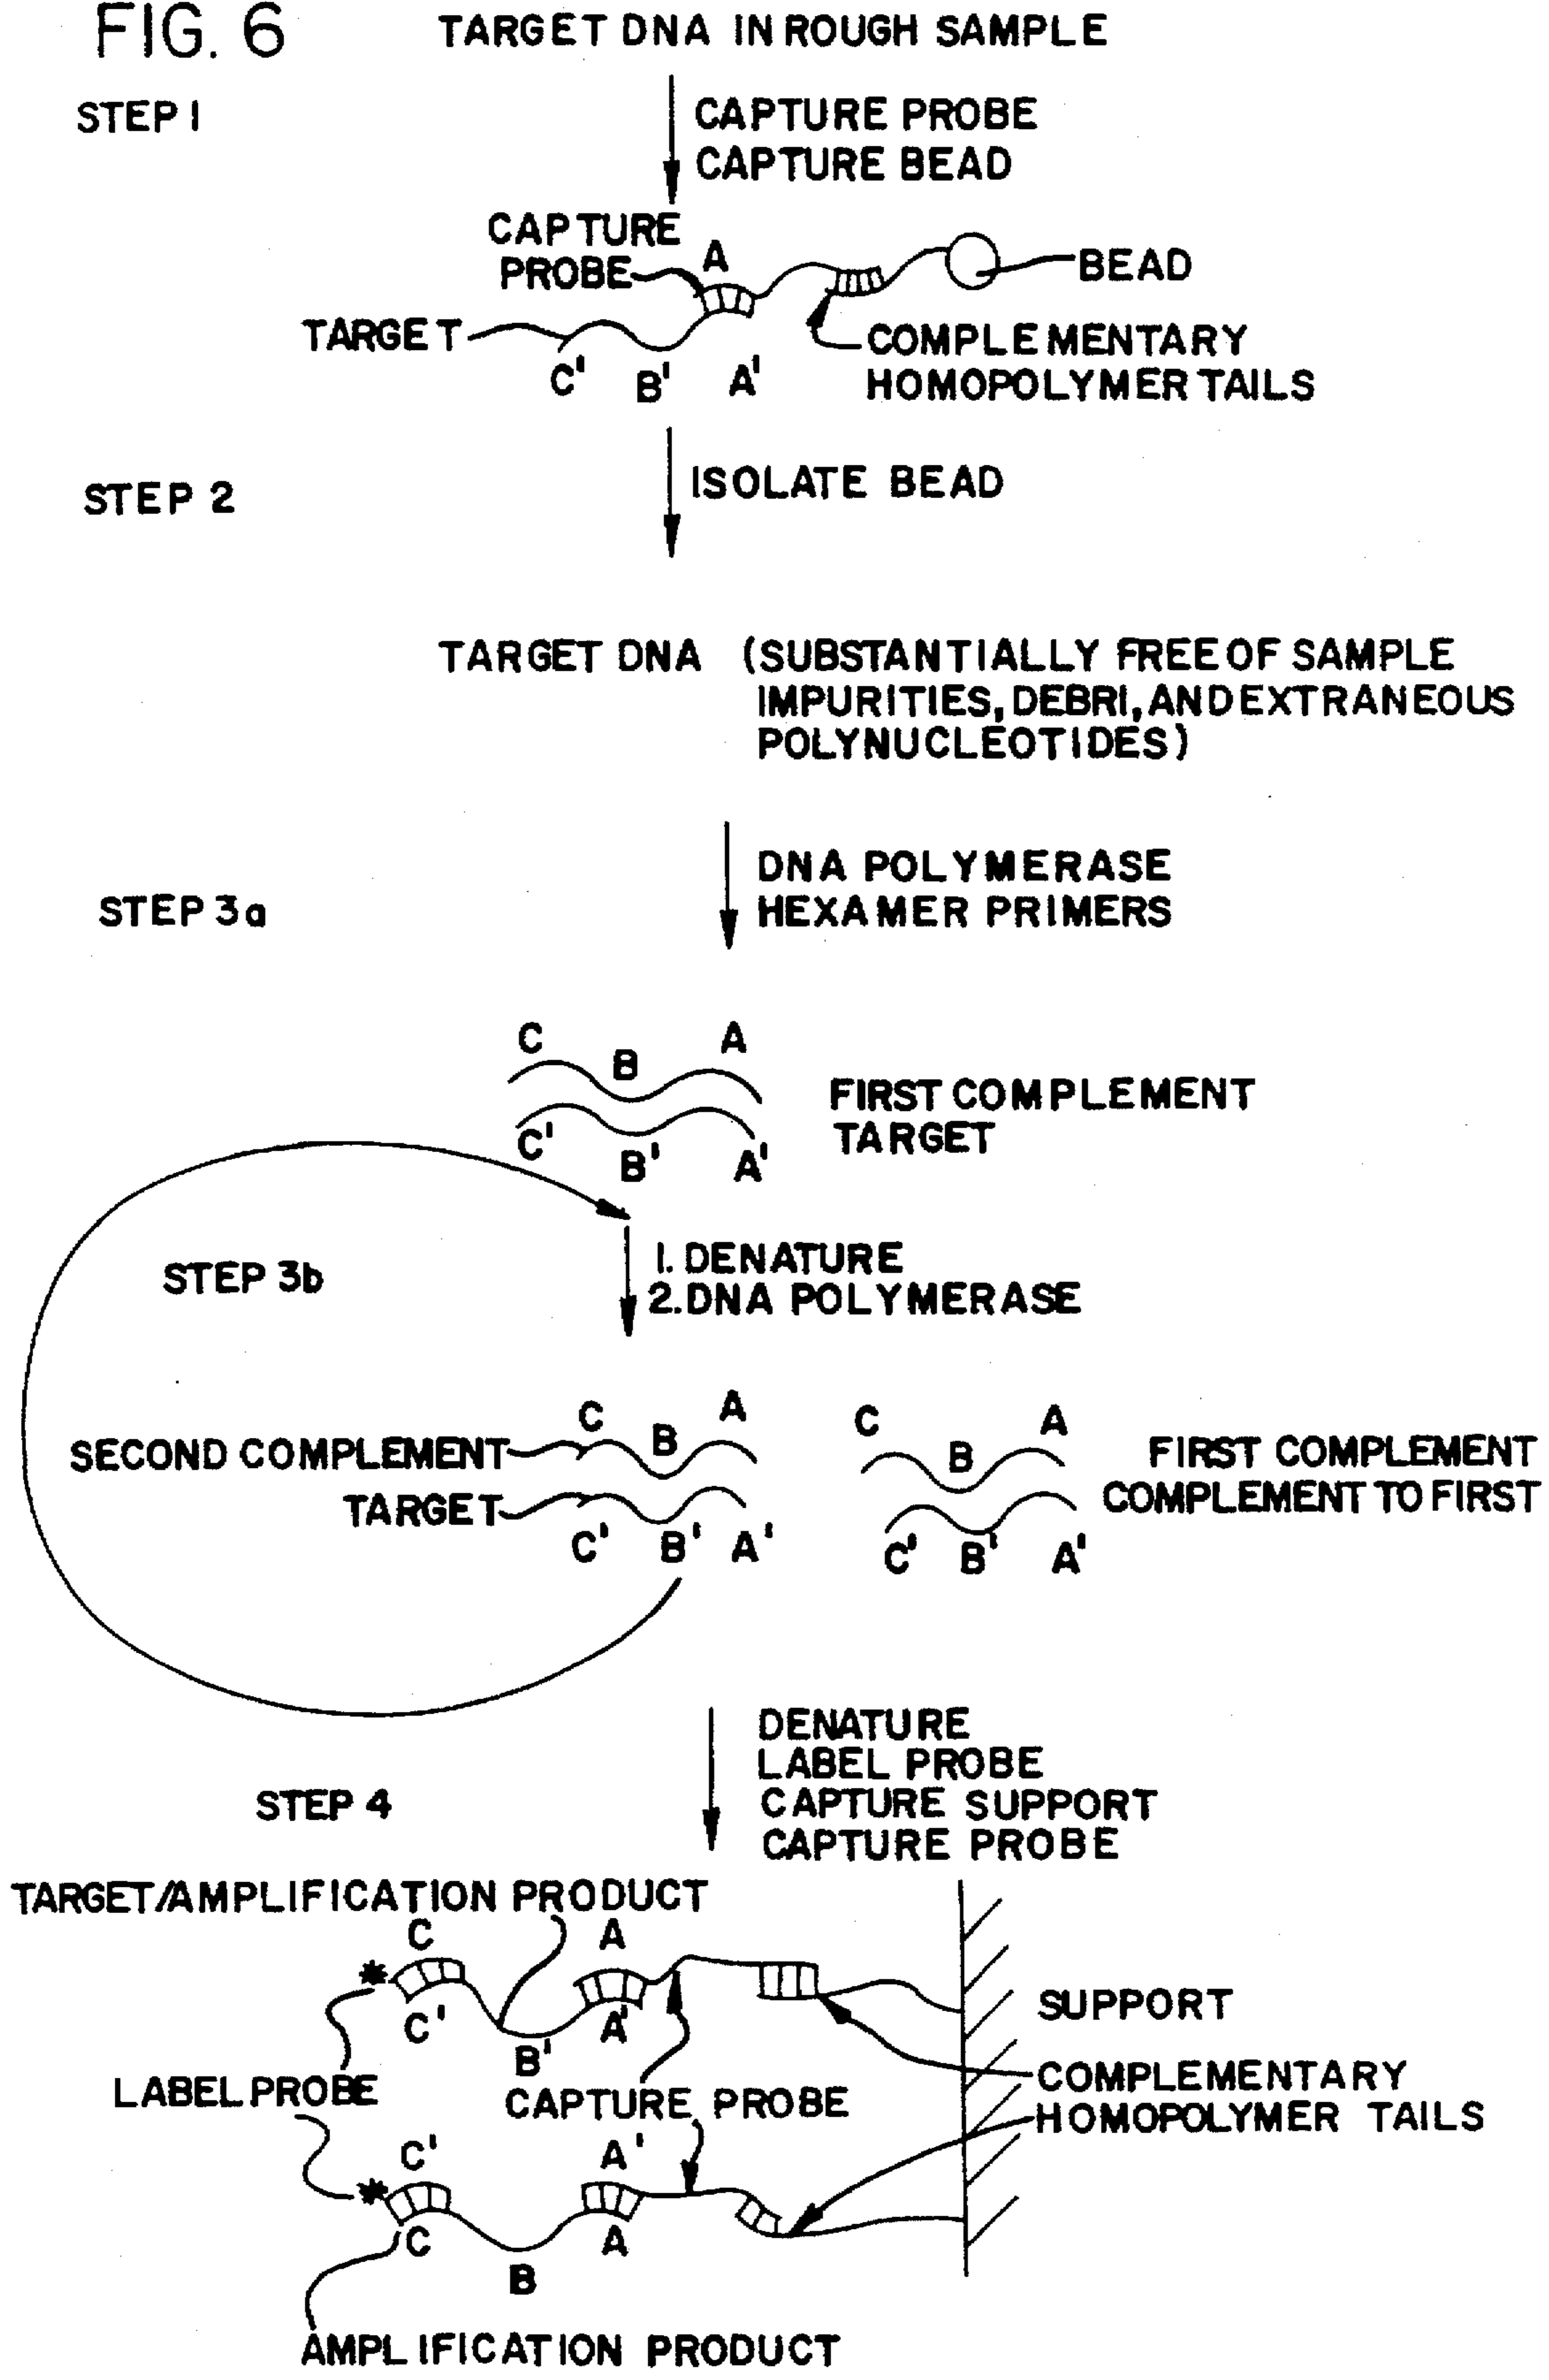 FIG. 6
TARGET DNA IN ROUGH SAMPLE
STEP 1
CAPTURE PROBE
CAPTURE BEAD
CAPTURE
PROBE
A
BEAD
TARGET
COMPLEMENTARY
HOMOPOLYMER TAILS
C' B' A'
STEP 2
ISOLATE BEAD
TARGET DNA (SUBSTANTIALLY FREE OF SAMPLE
IMPURITIES, DEBRI, AND EXTRANEOUS
POLYNUCLEOTIDES)
STEP 3a
DNA POLYMERASE
HEXAMER PRIMERS
C B A
FIRST COMPLEMENT
TARGET
C' B' A'
STEP 3b
1. DENATURE
2. DNA POLYMERASE
C B A
SECOND COMPLEMENT
TARGET
C' B' A'
C B A
FIRST COMPLEMENT
COMPLEMENT TO FIRST
C' B' A'
STEP 4
DENATURE
LABEL PROBE
CAPTURE SUPPORT
CAPTURE PROBE
TARGET/AMPLIFICATION PRODUCT
C A
*
C' B' A'
SUPPORT
LABEL PROBE
CAPTURE PROBE
COMPLEMENTARY
HOMOPOLYMER TAILS
C' A'
*
C B A
AMPLIFICATION PRODUCT